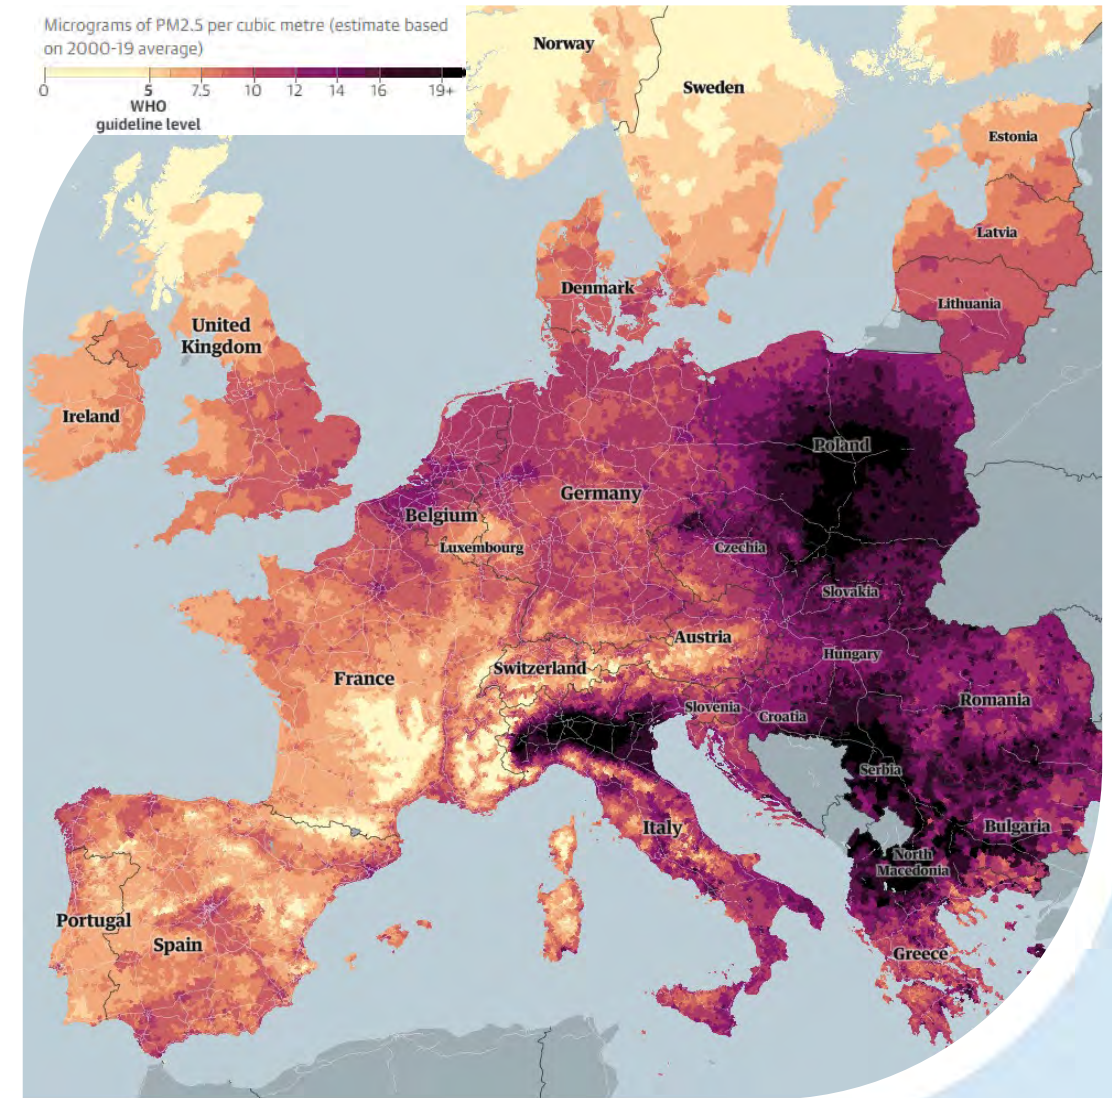 Micrograms of PM2.5 per cubic metre (estimate based
on 2000-19 average)
0 5 7.5 10 12 14 16 19+
WHO
guideline level
Norway
Sweden
Estonia
Latvia
Denmark
Lithuania
United
Kingdom
Ireland
Poland
Germany
Belgium
Luxembourg
Czechia
Slovakia
Austria
Hungary
Switzerland
France
Slovenia
Croatia
Romania
Serbia
Italy
Bulgaria
North
Macedonia
Portugal
Spain
Greece